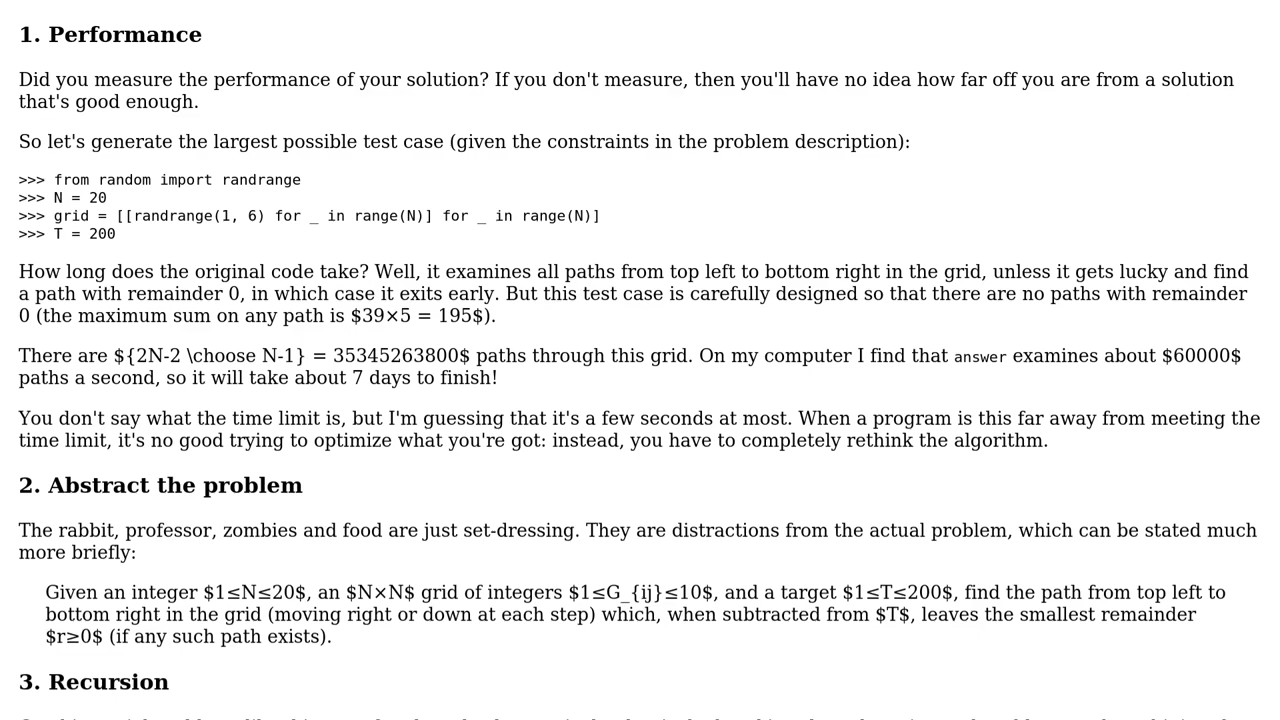 1. Performance
Did you measure the performance of your solution? If you don't measure, then you'll have no idea how far off you are from a solution
that's good enough.
So let's generate the largest possible test case (given the constraints in the problem description):
>>> from random import randrange
>>> N = 20
>>> grid = [[randrange(1, 6) for _ in range(N)] for _ in range(N)]
>>> T = 200
How long does the original code take? Well, it examines all paths from top left to bottom right in the grid, unless it gets lucky and find
a path with remainder 0, in which case it exits early. But this test case is carefully designed so that there are no paths with remainder
0 (the maximum sum on any path is $39×5 = 195$).
There are ${2N-2 \choose N-1} = 35345263800$ paths through this grid. On my computer I find that answer examines about $60000$
paths a second, so it will take about 7 days to finish!
You don't say what the time limit is, but I'm guessing that it's a few seconds at most. When a program is this far away from meeting the
time limit, it's no good trying to optimize what you're got: instead, you have to completely rethink the algorithm.
2. Abstract the problem
The rabbit, professor, zombies and food are just set-dressing. They are distractions from the actual problem, which can be stated much
more briefly:
Given an integer $1≤N≤20$, an $N×N$ grid of integers $1≤G_{ij}≤10$, and a target $1≤T≤200$, find the path from top left to
bottom right in the grid (moving right or down at each step) which, when subtracted from $T$, leaves the smallest remainder
$r≥0$ (if any such path exists).
3. Recursion